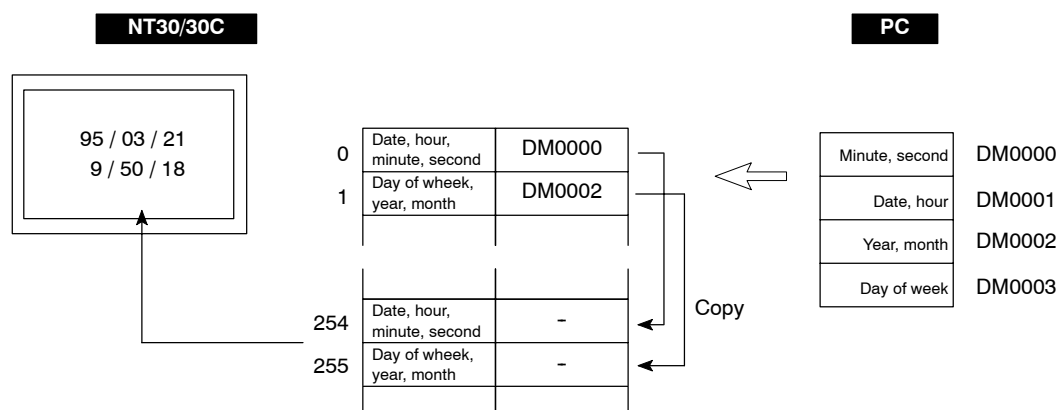 NT30/30C
PC
95 / 03 / 21
9 / 50 / 18
0
Date, hour,
minute, second
DM0000
1
Day of wheek,
year, month
DM0002
254
Date, hour,
minute, second
-
255
Day of wheek,
year, month
-
Copy
Minute, second
DM0000
Date, hour
DM0001
Year, month
DM0002
Day of week
DM0003